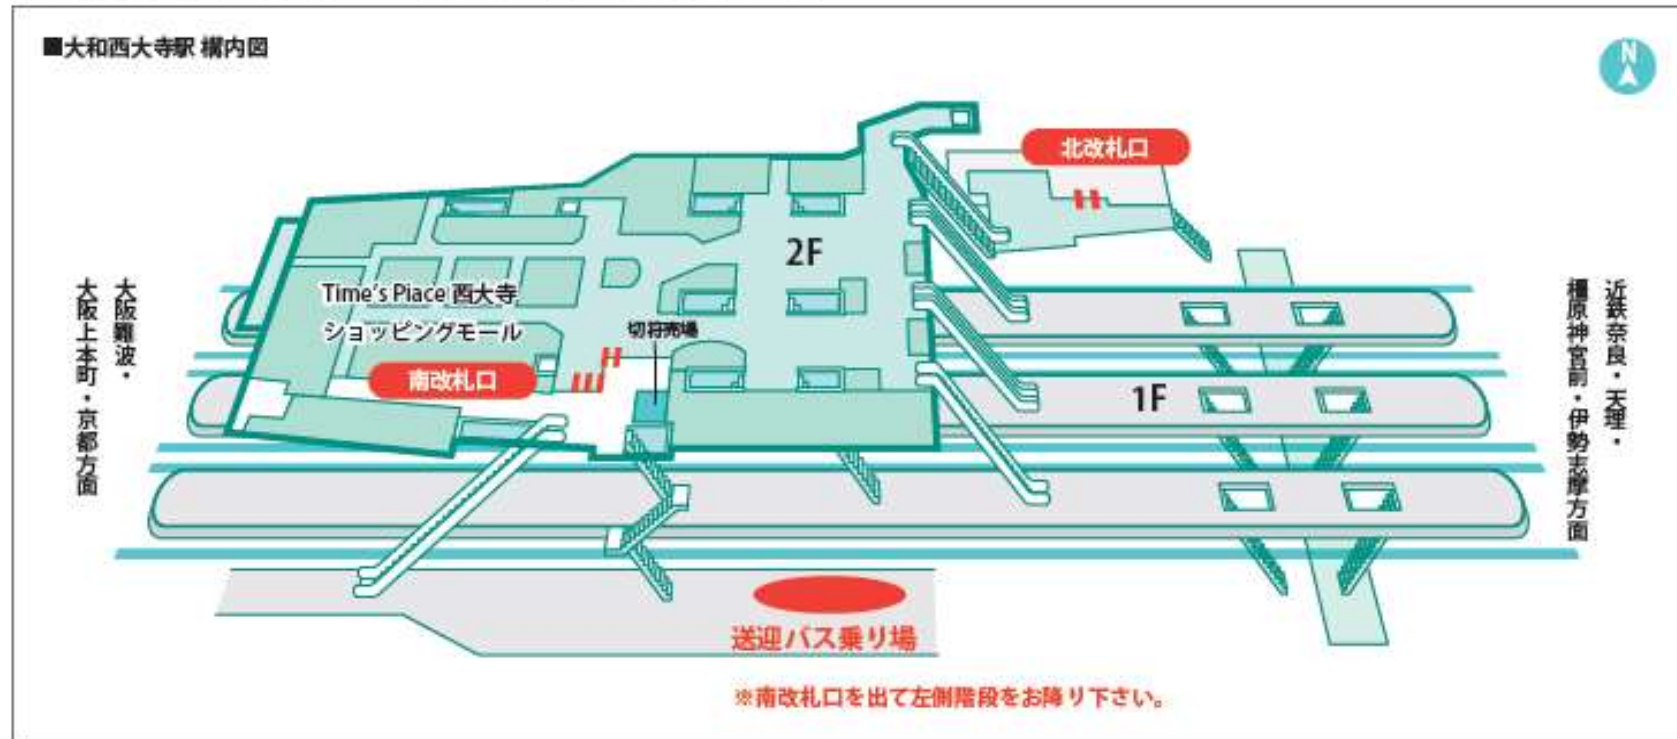 ■大和西大寺駅 構内図
N
北改札口
2F
Time's Piace 西大寺
ショッピングモール
切符売場
南改札口
1F
大阪難波・
大阪上本町・京都方面
近鉄奈良・天理・
橿原神宮前・伊勢志摩方面
送迎バス乗り場
※南改札口を出て左側階段をお降り下さい。